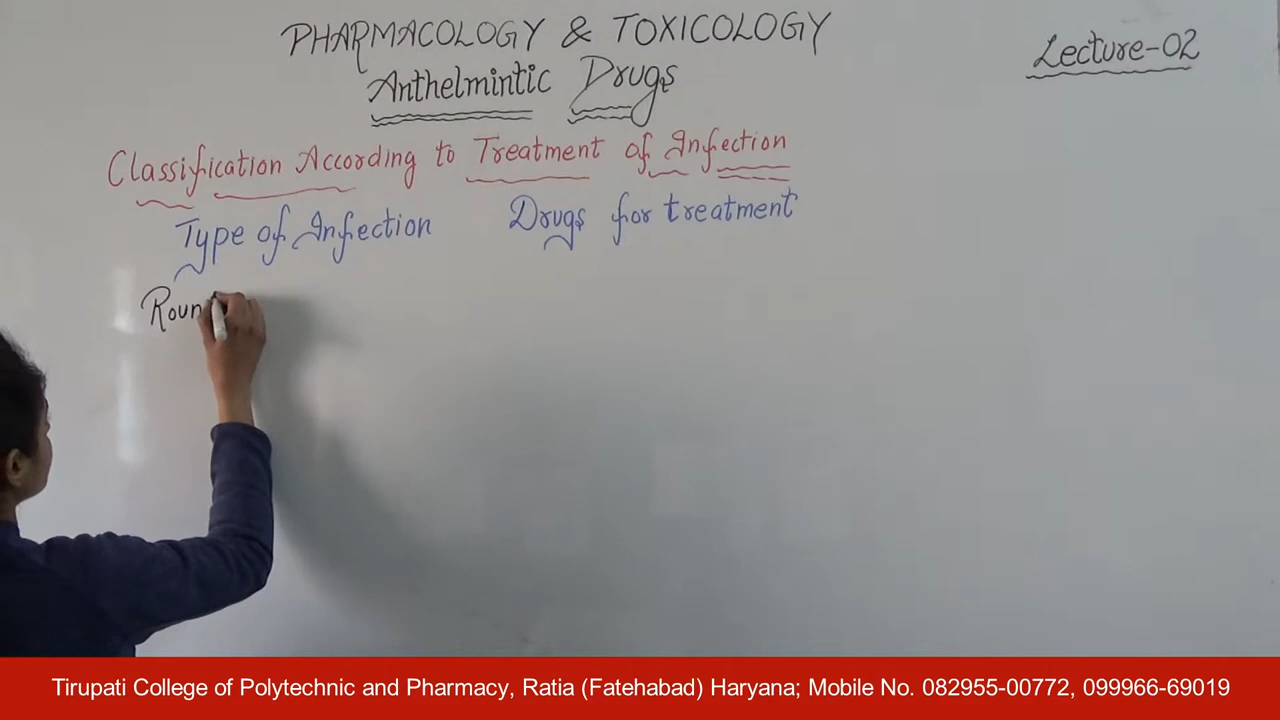 PHARMACOLOGY & TOXICOLOGY
Lecture-02
Anthelmintic Drugs
Classification According to Treatment of Infection
Type of Infection Drugs for treatment
Roun
Tirupati College of Polytechnic and Pharmacy, Ratia (Fatehabad) Haryana; Mobile No. 082955-00772, 099966-69019